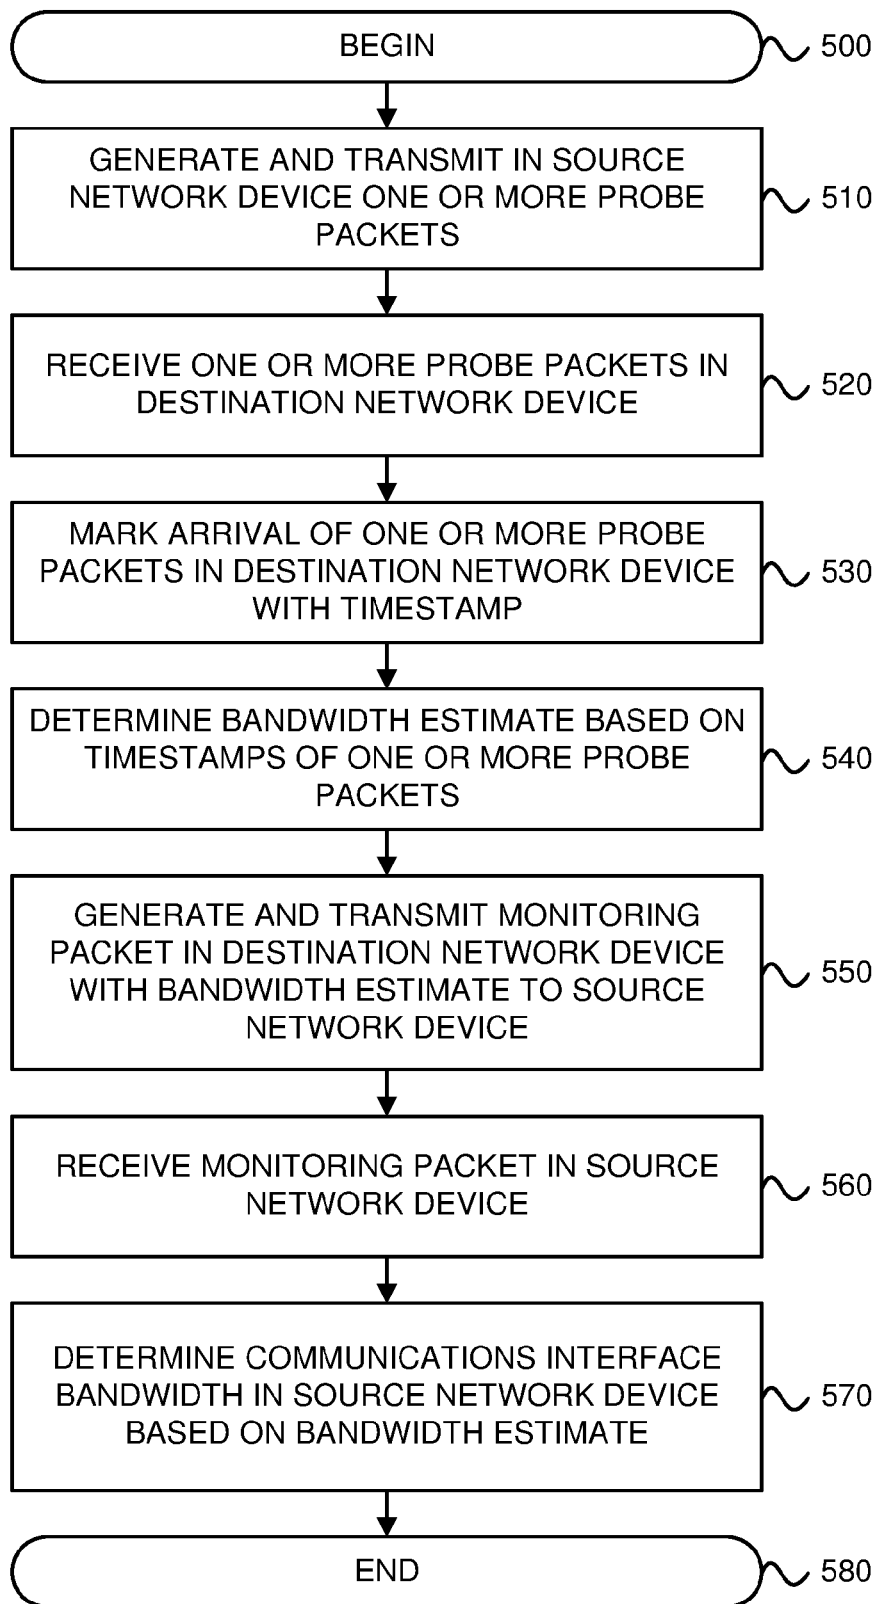 BEGIN
500
GENERATE AND TRANSMIT IN SOURCE
NETWORK DEVICE ONE OR MORE PROBE
PACKETS
510
RECEIVE ONE OR MORE PROBE PACKETS IN
DESTINATION NETWORK DEVICE
520
MARK ARRIVAL OF ONE OR MORE PROBE
PACKETS IN DESTINATION NETWORK DEVICE
WITH TIMESTAMP
530
DETERMINE BANDWIDTH ESTIMATE BASED ON
TIMESTAMPS OF ONE OR MORE PROBE
PACKETS
540
GENERATE AND TRANSMIT MONITORING
PACKET IN DESTINATION NETWORK DEVICE
WITH BANDWIDTH ESTIMATE TO SOURCE
NETWORK DEVICE
550
RECEIVE MONITORING PACKET IN SOURCE
NETWORK DEVICE
560
DETERMINE COMMUNICATIONS INTERFACE
BANDWIDTH IN SOURCE NETWORK DEVICE
BASED ON BANDWIDTH ESTIMATE
570
END
580